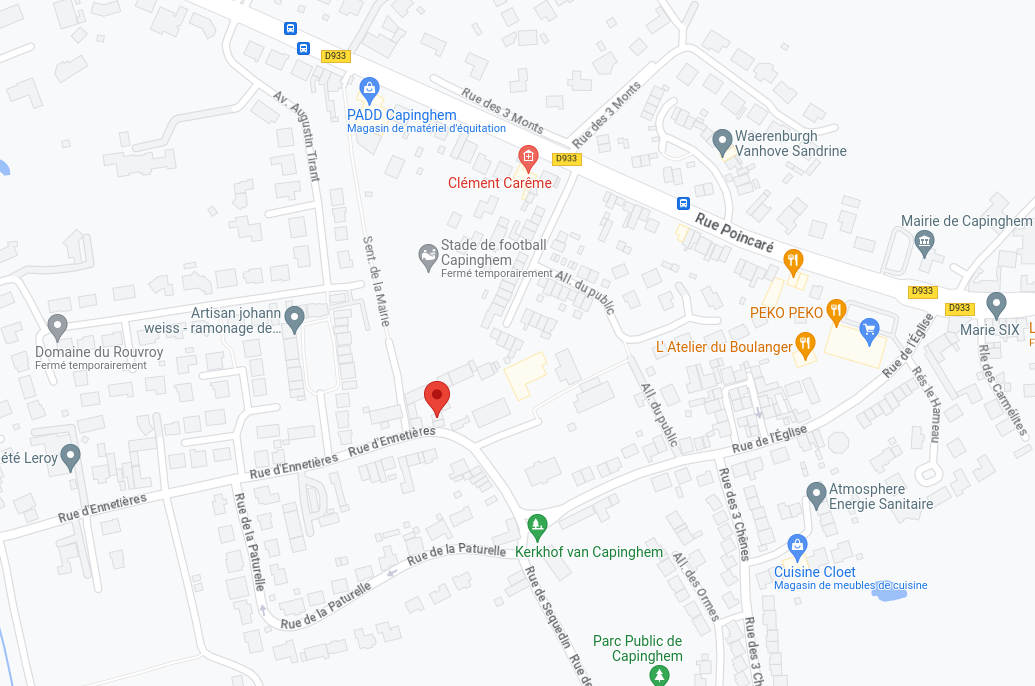 D933
PADD Capinghem
Magasin de matériel d'équitation
Rue des 3 Monts
Rue des 3 Monts
Av. Augustin Tirant
D933
Clément Carême
Waerenburgh
Vanhove Sandrine
Rue Poincaré
Mairie de Capinghem
Sent. de la Mairie
Stade de football
Capinghem
Fermé temporairement
All. du public
D933
D933
Artisan johann
weiss - ramonage de...
PEKO PEKO
Marie SIX
Domaine du Rouvroy
Fermé temporairement
L' Atelier du Boulanger
Rue de l'Église
Rés le Hameau
Rle des Carmélites
All. du public
Rue d'Ennetières
Rue d'Ennetières
Rue d'Ennetières
Rue de l'Église
été Leroy
Rue de la Paturelle
Rue des 3 Chênes
Atmosphere
Energie Sanitaire
Kerkhof van Capinghem
Rue de la Paturelle
Rue de la Paturelle
All. des Ormes
Cuisine Cloet
Magasin de meubles de cuisine
Rue de Sequedin
Rue de
Rue des 3 Ch
Parc Public de
Capinghem